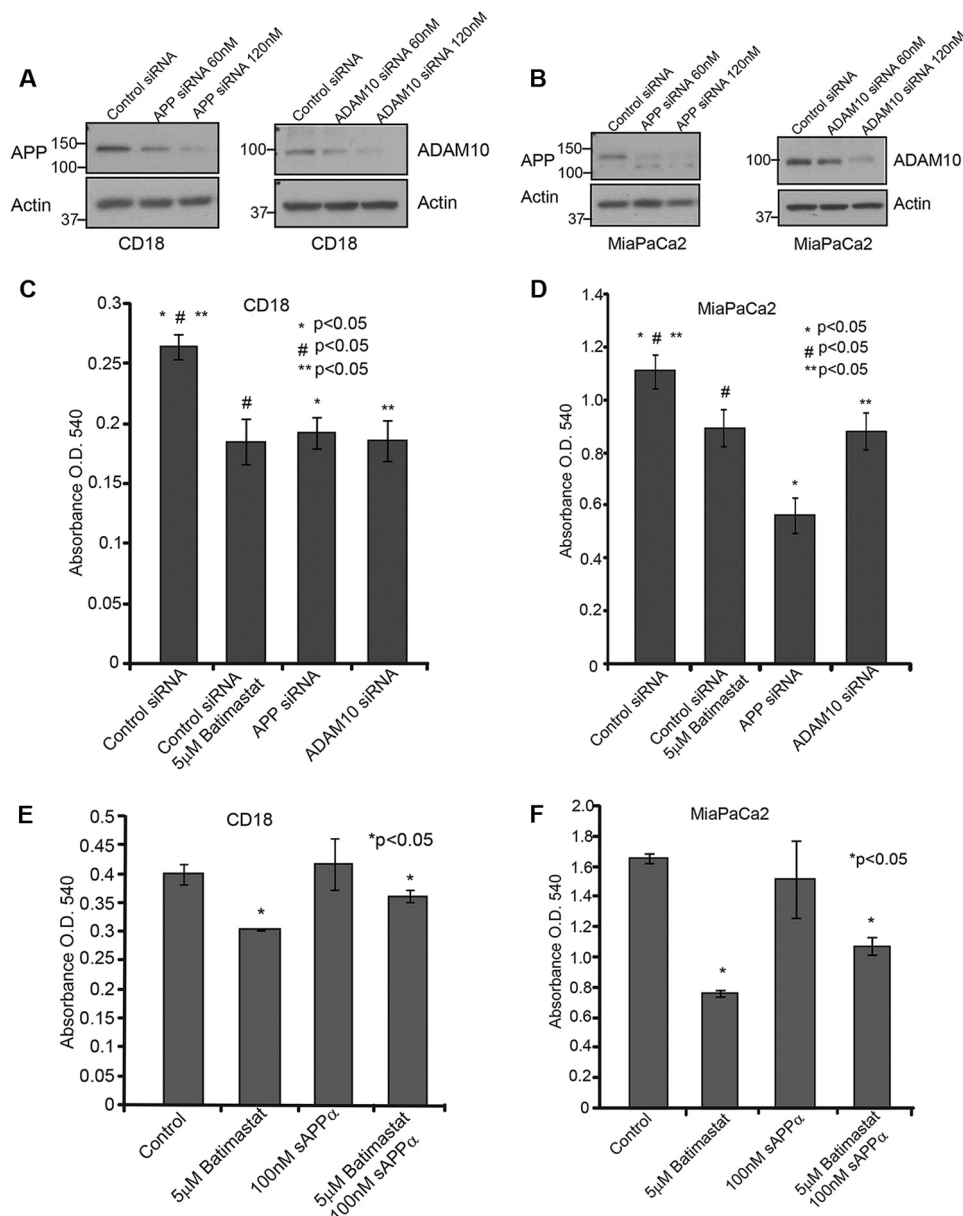 A
Control siRNA
APP siRNA 60nM
APP siRNA 120nM
APP
150
100
Actin
37
CD18
Control siRNA
ADAM10 siRNA 60nM
ADAM10 siRNA 120nM
100
ADAM10
37
Actin
CD18
B
Control siRNA
APP siRNA 60nM
APP siRNA 120nM
APP
150
100
Actin
37
MiaPaCa2
Control siRNA
ADAM10 siRNA 60nM
ADAM10 siRNA 120nM
100
ADAM10
37
Actin
MiaPaCa2
C
CD18
Absorbance O.D. 540
0.3
0.25
0.2
0.15
0.1
0.05
0
* # **
* p<0.05
# p<0.05
** p<0.05
#
*
**
Control siRNA
Control siRNA
5µM Batimastat
APP siRNA
ADAM10 siRNA
D
MiaPaCa2
Absorbance O.D. 540
1.4
1.2
1.0
0.8
0.6
0.4
0.2
0
* # **
* p<0.05
# p<0.05
** p<0.05
#
*
**
Control siRNA
Control siRNA
5µM Batimastat
APP siRNA
ADAM10 siRNA
E
CD18
Absorbance O.D. 540
0.5
0.45
0.4
0.35
0.3
0.25
0.2
0.15
0.1
0.05
0
*p<0.05
*
*
Control
5µM Batimastat
100nM sAPPα
5µM Batimastat
100nM sAPPα
F
MiaPaCa2
Absorbance O.D. 540
2.0
1.8
1.6
1.4
1.2
1.0
0.8
0.6
0.4
0.2
0
*p<0.05
*
*
Control
5µM Batimastat
100nM sAPPα
5µM Batimastat
100nM sAPPα